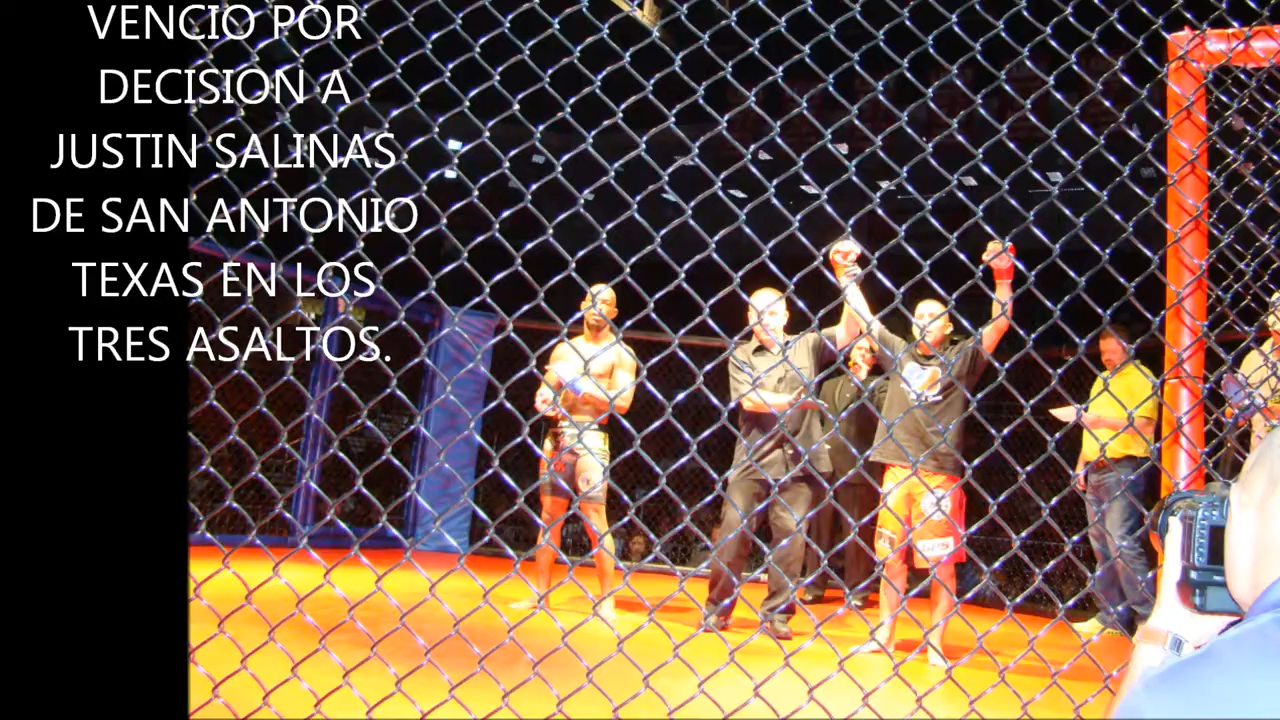 VENCIO POR
DECISION A
JUSTIN SALINAS
DE SAN ANTONIO
TEXAS EN LOS
TRES ASALTOS.